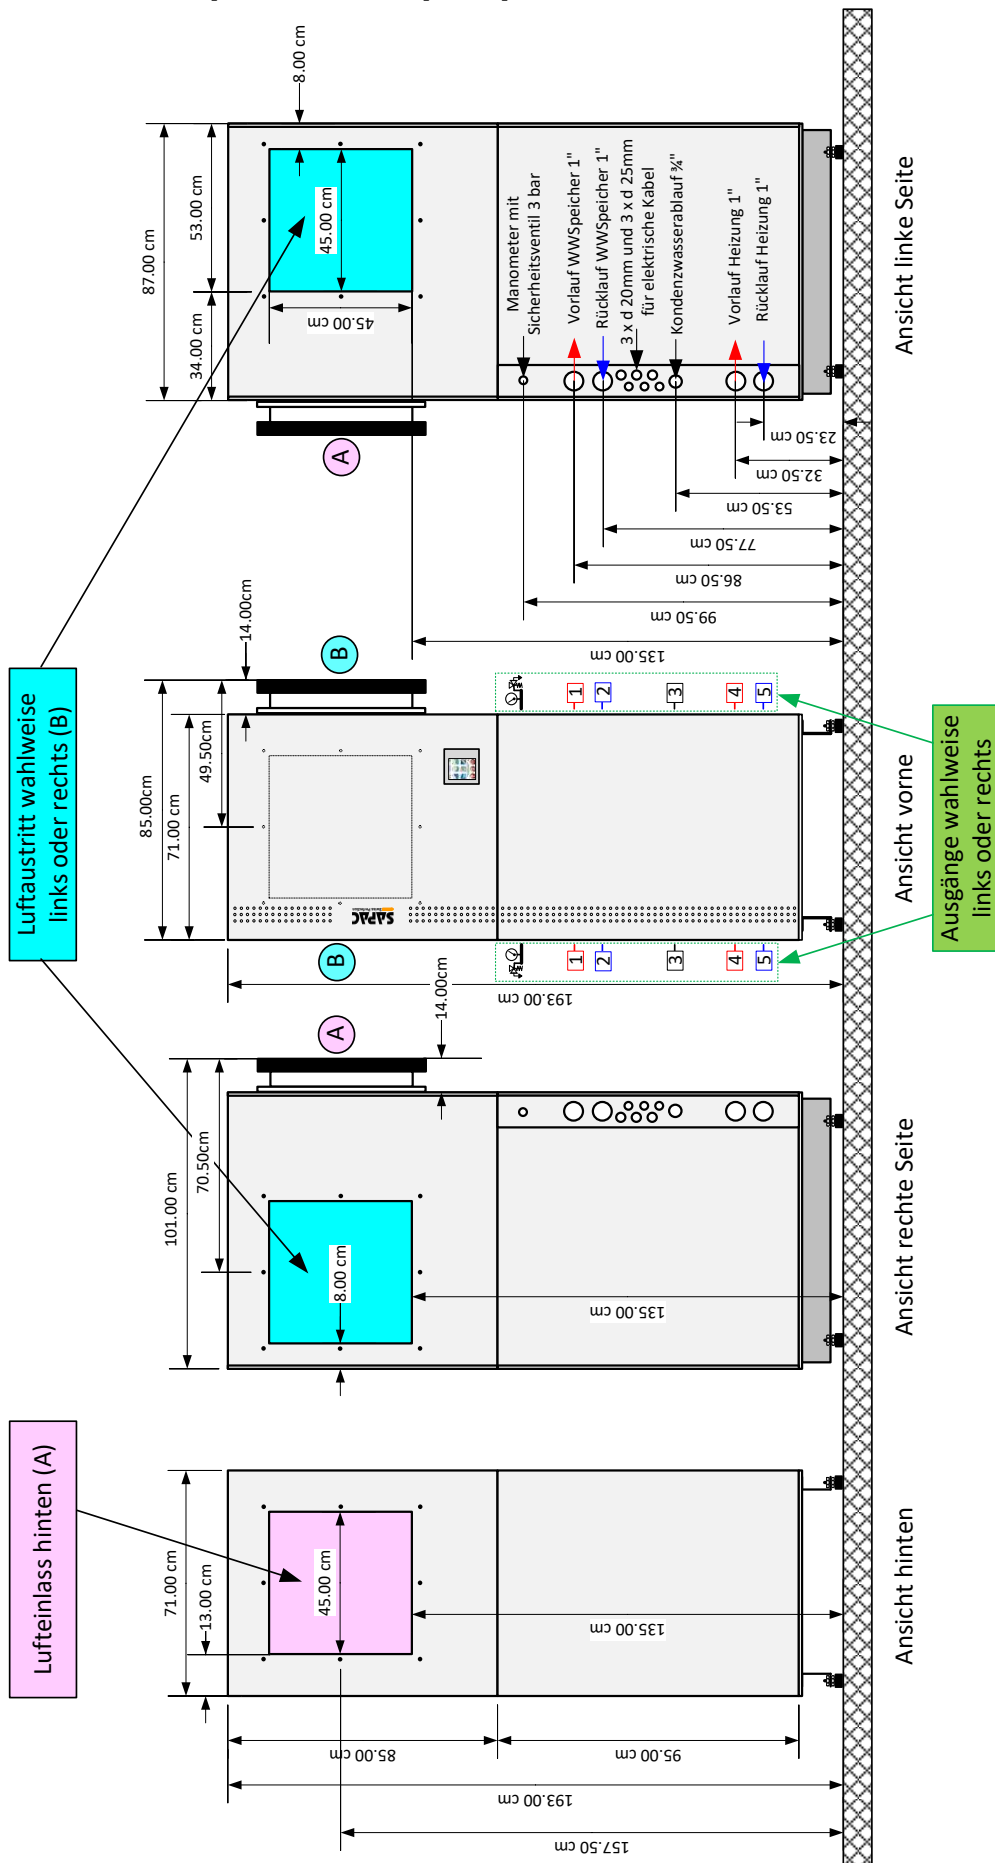 Lufteinlass hinten (A)
Luftaustritt wahlweise
links oder rechts (B)
71.00 cm
13.00 cm
45.00 cm
135.00 cm
85.00 cm
95.00 cm
193.00 cm
157.50 cm
Ansicht hinten
101.00 cm
70.50cm
8.00 cm
135.00 cm
14.00cm
A
Ansicht rechte Seite
85.00cm
71.00 cm
49.50cm
14.00cm
193.00 cm
B
B
SAPAC
1
2
3
4
5
1
2
3
4
5
Ansicht vorne
Ausgänge wahlweise
links oder rechts
87.00 cm
34.00 cm
53.00 cm
8.00 cm
45.00 cm
45.00 cm
A
Manometer mit
Sicherheitsventil 3 bar
Vorlauf WWSpeicher 1"
Rücklauf WWSpeicher 1"
3 x d 20mm und 3 x d 25mm
für elektrische Kabel
Kondenzwasserablauf ¾"
Vorlauf Heizung 1"
Rücklauf Heizung 1"
135.00 cm
99.50 cm
86.50 cm
77.50 cm
53.50 cm
32.50 cm
23.50 cm
Ansicht linke Seite